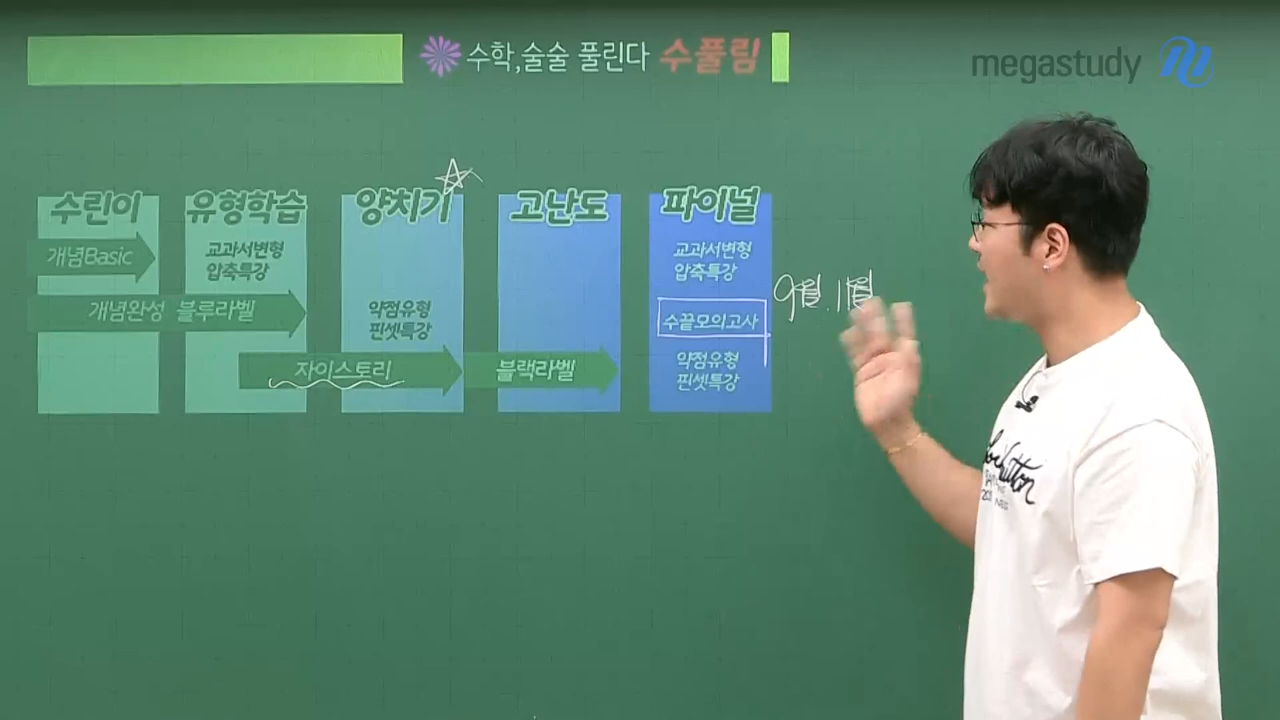 수학,술술 풀린다 수풀림
megastudy
수린이
유형학습
양치기
고난도
파이널
개념Basic
교과서변형
압축특강
교과서변형
압축특강
개념완성 블루라벨
약점유형
핀셋특강
수끝모의고사
9월. 1월
자이스토리
블랙라벨
약점유형
핀셋특강